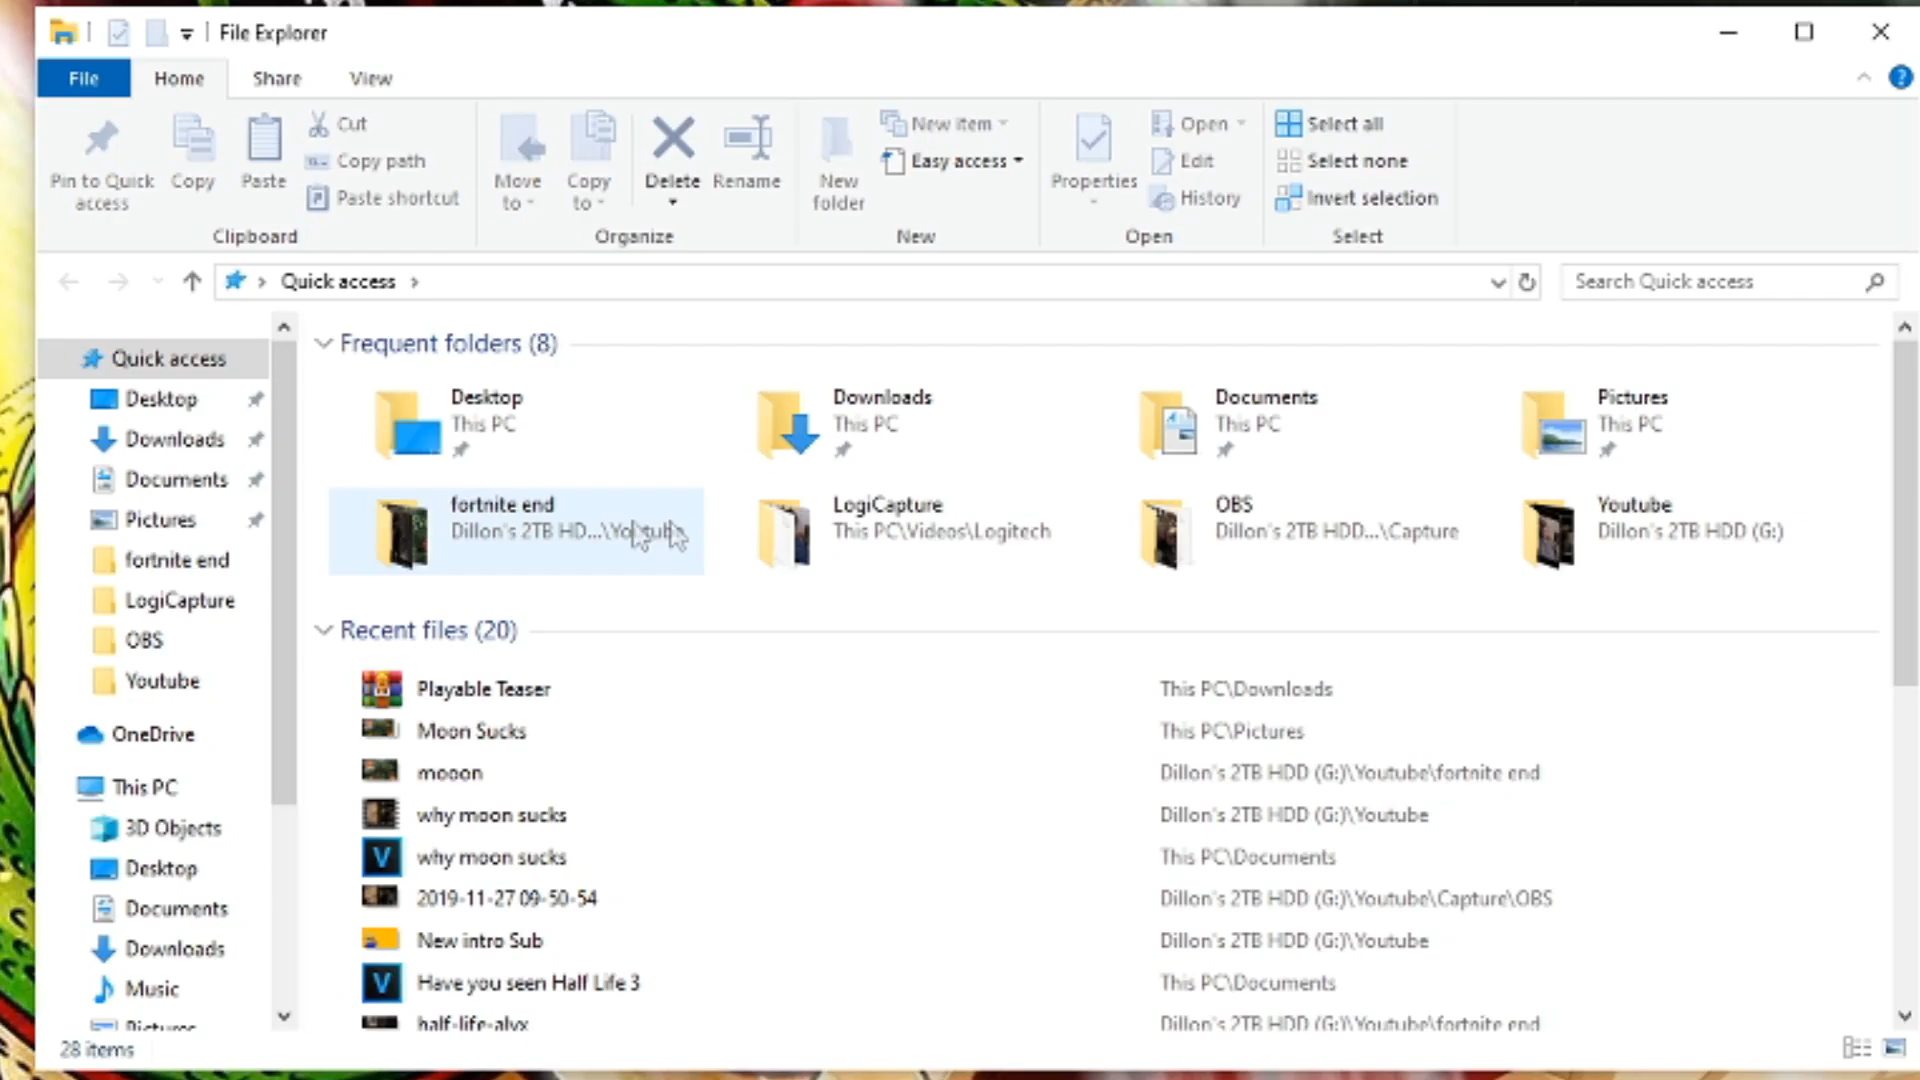 File Explorer
File Home Share View
Pin to Quick access
Copy
Paste
Cut
Copy path
Paste shortcut
Clipboard
Move to
Copy to
Delete
Rename
Organize
New folder
New item
Easy access
New
Properties
Open
Edit
History
Open
Select all
Select none
Invert selection
Select
Quick access
Search Quick access
Quick access
Desktop
Downloads
Documents
Pictures
fortnite end
LogiCapture
OBS
Youtube
OneDrive
This PC
3D Objects
Desktop
Documents
Downloads
Music
Pictures
Frequent folders (8)
Desktop
This PC
Downloads
This PC
Documents
This PC
Pictures
This PC
fortnite end
Dillon's 2TB HD...\Youtube
LogiCapture
This PC\Videos\Logitech
OBS
Dillon's 2TB HDD...\Capture
Youtube
Dillon's 2TB HDD (G:)
Recent files (20)
Playable Teaser This PC\Downloads
Moon Sucks This PC\Pictures
mooon Dillon's 2TB HDD (G:)\Youtube\fortnite end
why moon sucks Dillon's 2TB HDD (G:)\Youtube
why moon sucks This PC\Documents
2019-11-27 09-50-54 Dillon's 2TB HDD (G:)\Youtube\Capture\OBS
New intro Sub Dillon's 2TB HDD (G:)\Youtube
Have you seen Half Life 3 This PC\Documents
half-life-alyx Dillon's 2TB HDD (G:)\Youtube\fortnite end
28 items